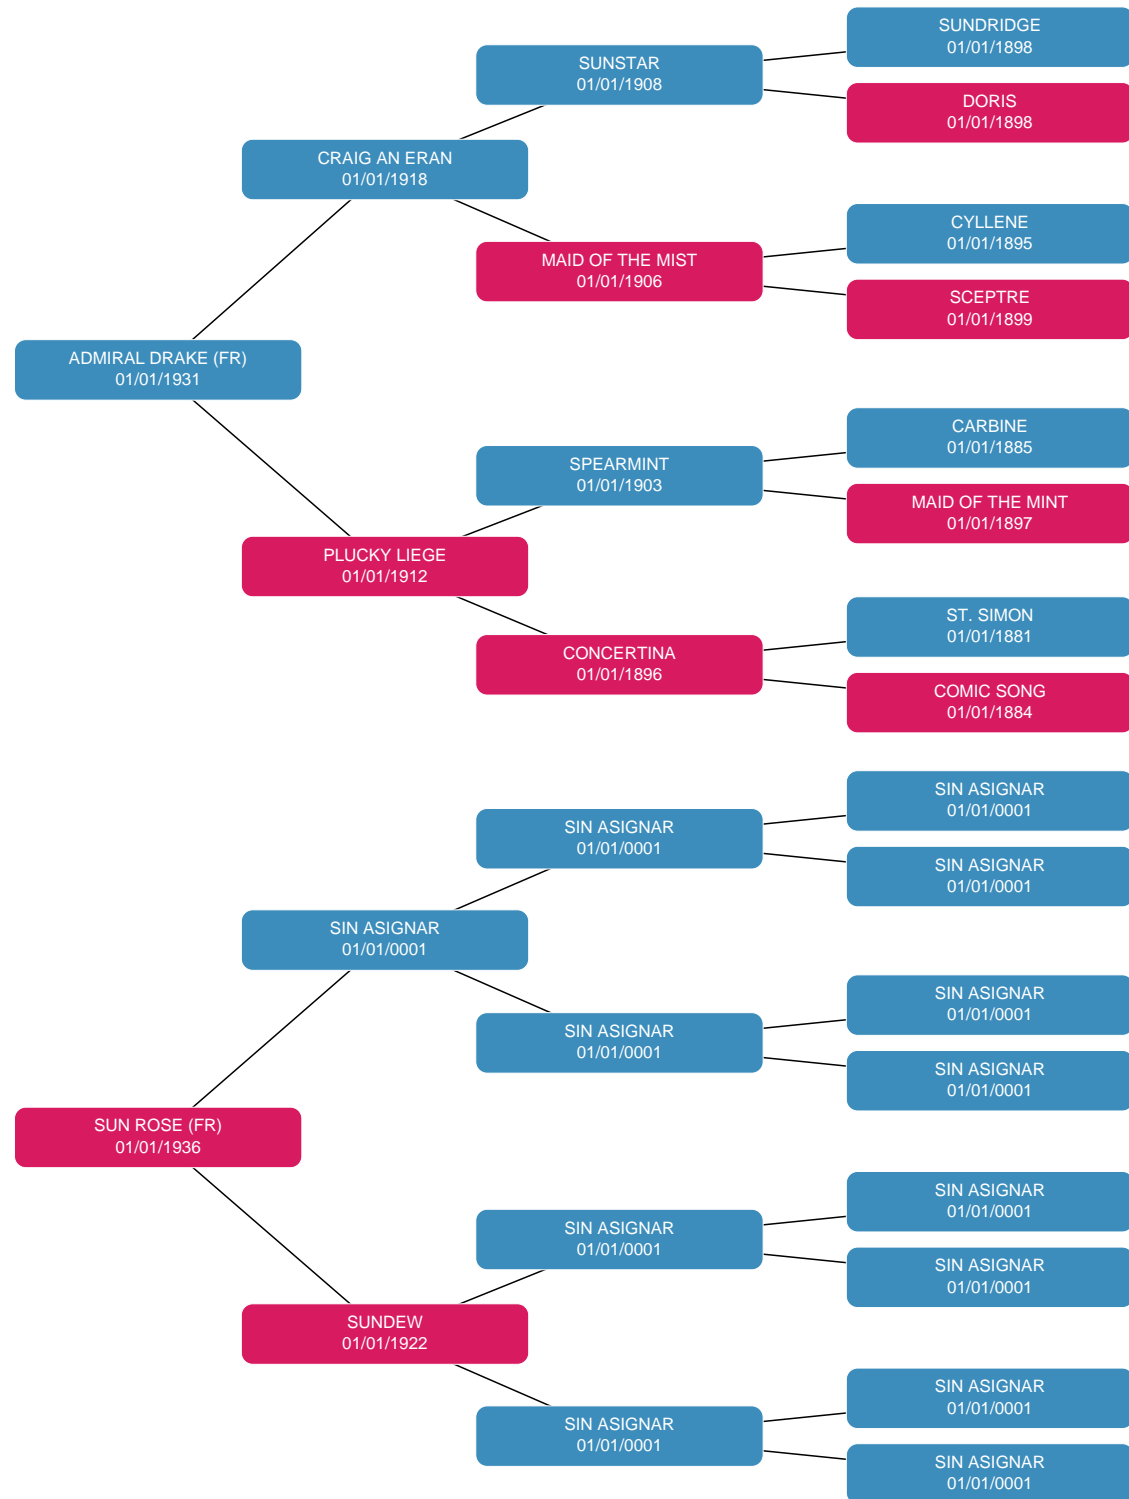 SUNDRIDGE
01/01/1898
SUNSTAR
01/01/1908
DORIS
01/01/1898
CRAIG AN ERAN
01/01/1918
CYLLENE
01/01/1895
MAID OF THE MIST
01/01/1906
SCEPTRE
01/01/1899
ADMIRAL DRAKE (FR)
01/01/1931
CARBINE
01/01/1885
SPEARMINT
01/01/1903
MAID OF THE MINT
01/01/1897
PLUCKY LIEGE
01/01/1912
ST. SIMON
01/01/1881
CONCERTINA
01/01/1896
COMIC SONG
01/01/1884
SIN ASIGNAR
01/01/0001
SIN ASIGNAR
01/01/0001
SIN ASIGNAR
01/01/0001
SIN ASIGNAR
01/01/0001
SIN ASIGNAR
01/01/0001
SIN ASIGNAR
01/01/0001
SIN ASIGNAR
01/01/0001
SUN ROSE (FR)
01/01/1936
SIN ASIGNAR
01/01/0001
SIN ASIGNAR
01/01/0001
SIN ASIGNAR
01/01/0001
SUNDEW
01/01/1922
SIN ASIGNAR
01/01/0001
SIN ASIGNAR
01/01/0001
SIN ASIGNAR
01/01/0001